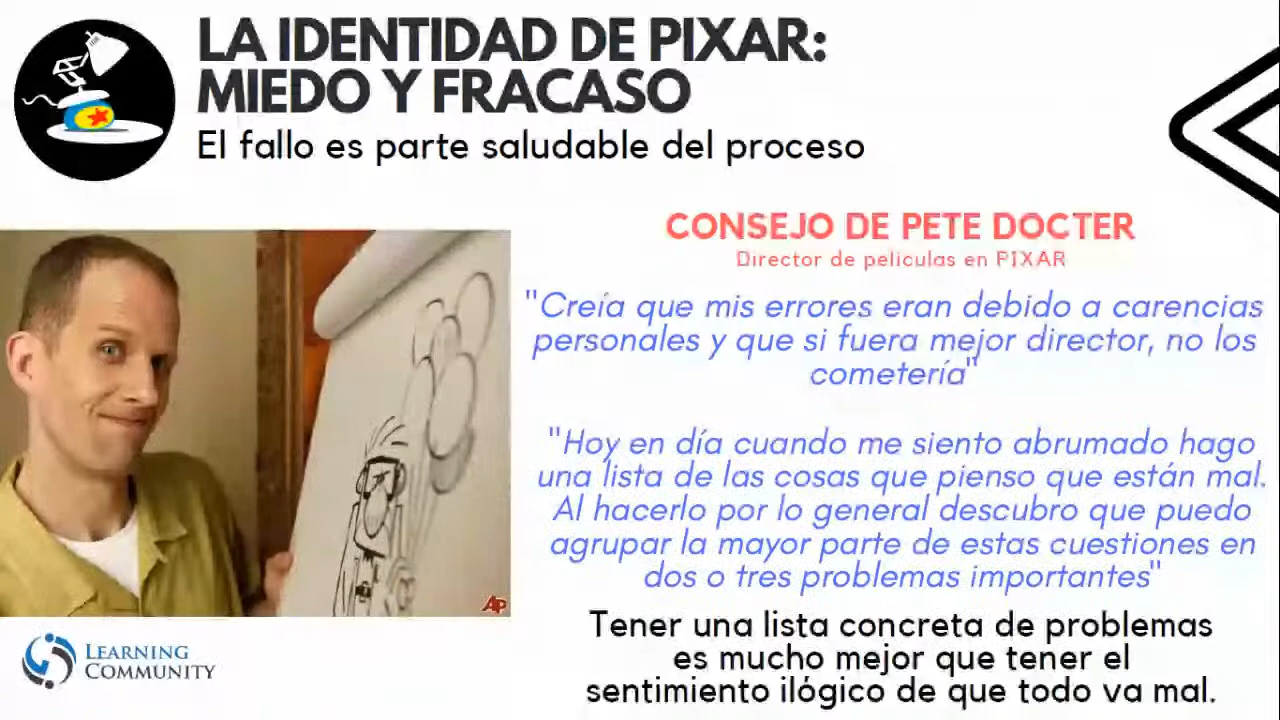 LA IDENTIDAD DE PIXAR:
MIEDO Y FRACASO
El fallo es parte saludable del proceso
CONSEJO DE PETE DOCTER
Director de películas en PIXAR
"Creía que mis errores eran debido a carencias
personales y que si fuera mejor director, no los
cometería"
"Hoy en día cuando me siento abrumado hago
una lista de las cosas que pienso que están mal.
Al hacerlo por lo general descubro que puedo
agrupar la mayor parte de estas cuestiones en
dos o tres problemas importantes"
Tener una lista concreta de problemas
es mucho mejor que tener el
sentimiento ilógico de que todo va mal.
AP
LEARNING
COMMUNITY